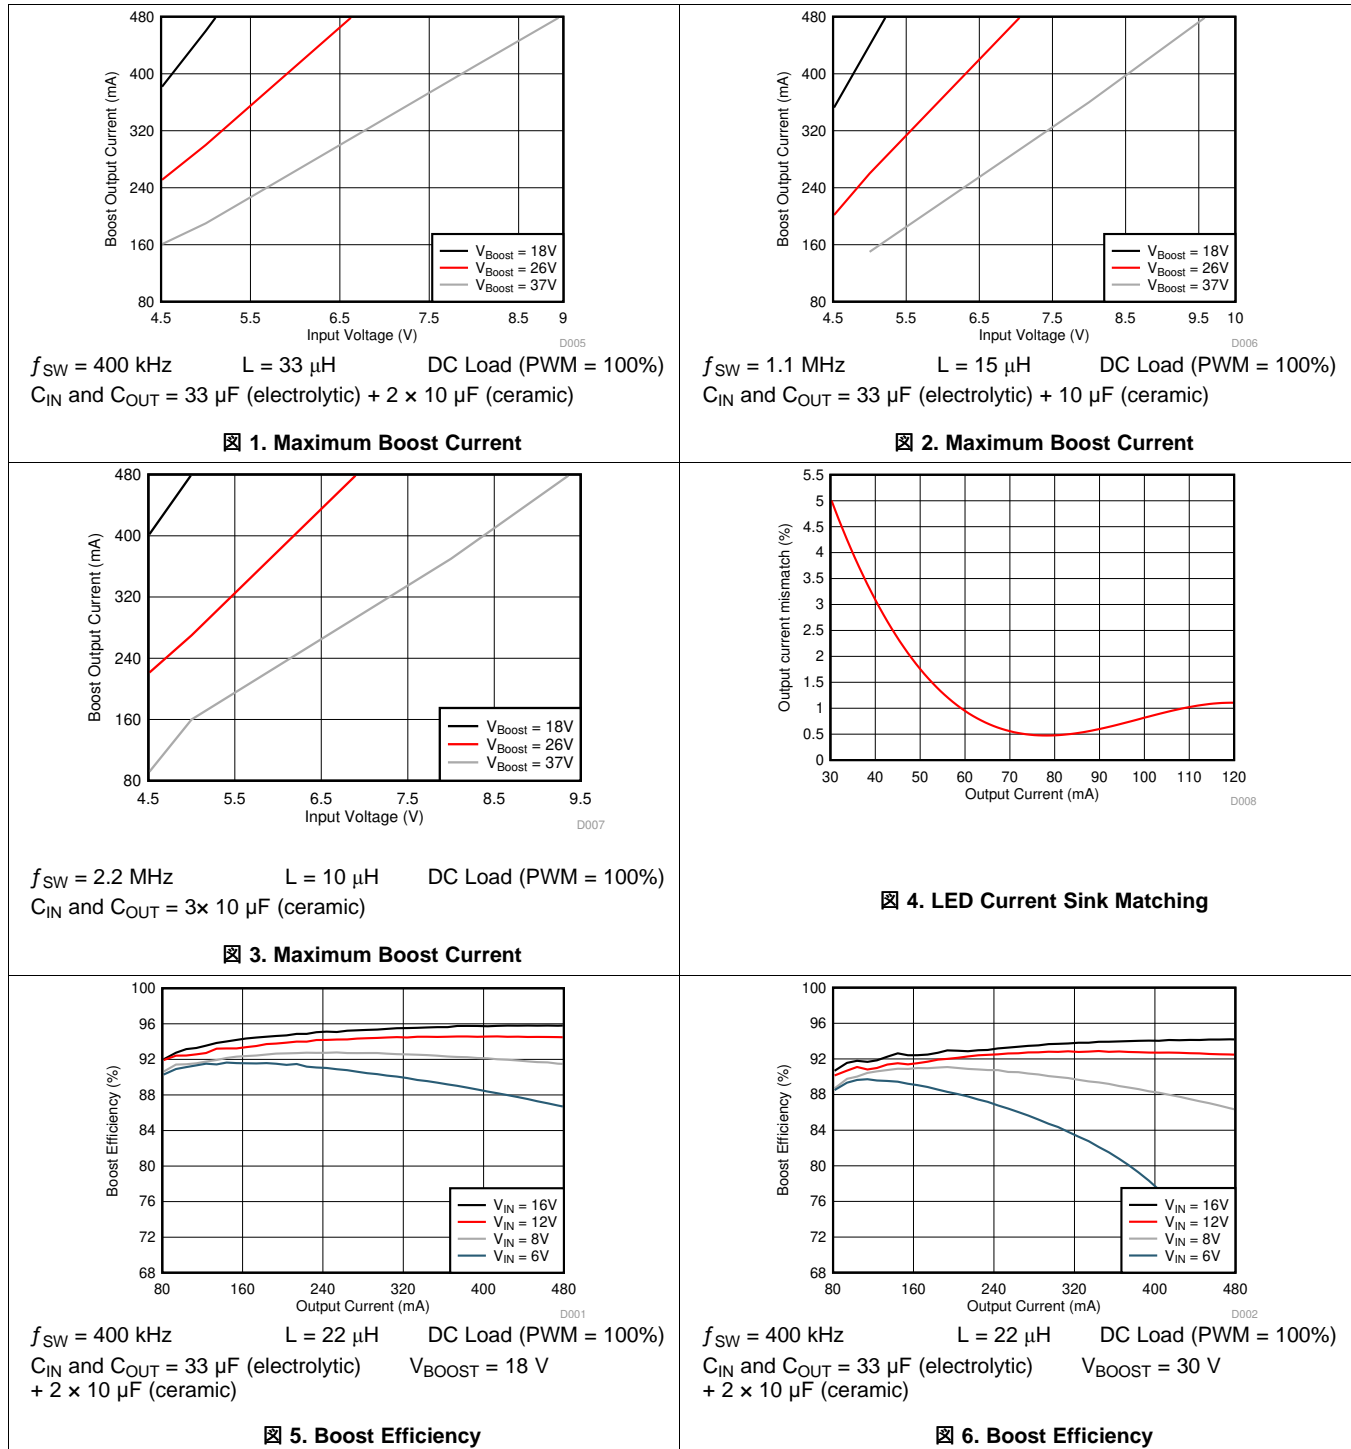 480
400
320
240
160
80
Boost Output Current (mA)
4.5 5.5 6.5 7.5 8.5 9
Input Voltage (V)
VBoost = 18V
VBoost = 26V
VBoost = 37V
D005
ƒSW = 400 kHz L = 33 µH DC Load (PWM = 100%)
CIN and COUT = 33 µF (electrolytic) + 2 × 10 µF (ceramic)
図 1. Maximum Boost Current
480
400
320
240
160
80
Boost Output Current (mA)
4.5 5.5 6.5 7.5 8.5 9.5 10
Input Voltage (V)
VBoost = 18V
VBoost = 26V
VBoost = 37V
D006
ƒSW = 1.1 MHz L = 15 µH DC Load (PWM = 100%)
CIN and COUT = 33 µF (electrolytic) + 10 µF (ceramic)
図 2. Maximum Boost Current
480
400
320
240
160
80
Boost Output Current (mA)
4.5 5.5 6.5 7.5 8.5 9.5
Input Voltage (V)
VBoost = 18V
VBoost = 26V
VBoost = 37V
D007
ƒSW = 2.2 MHz L = 10 µH DC Load (PWM = 100%)
CIN and COUT = 3× 10 µF (ceramic)
図 3. Maximum Boost Current
5.5
5
4.5
4
3.5
3
2.5
2
1.5
1
0.5
0
Output current mismatch (%)
30 40 50 60 70 80 90 100 110 120
Output Current (mA)
D008
図 4. LED Current Sink Matching
100
96
92
88
84
80
76
72
68
Boost Efficiency (%)
80 160 240 320 400 480
Output Current (mA)
VIN = 16V
VIN = 12V
VIN = 8V
VIN = 6V
D001
ƒSW = 400 kHz L = 22 µH DC Load (PWM = 100%)
CIN and COUT = 33 µF (electrolytic) VBOOST = 18 V
+ 2 × 10 µF (ceramic)
図 5. Boost Efficiency
100
96
92
88
84
80
76
72
68
Boost Efficiency (%)
80 160 240 320 400 480
Output Current (mA)
VIN = 16V
VIN = 12V
VIN = 8V
VIN = 6V
D002
ƒSW = 400 kHz L = 22 µH DC Load (PWM = 100%)
CIN and COUT = 33 µF (electrolytic) VBOOST = 30 V
+ 2 × 10 µF (ceramic)
図 6. Boost Efficiency